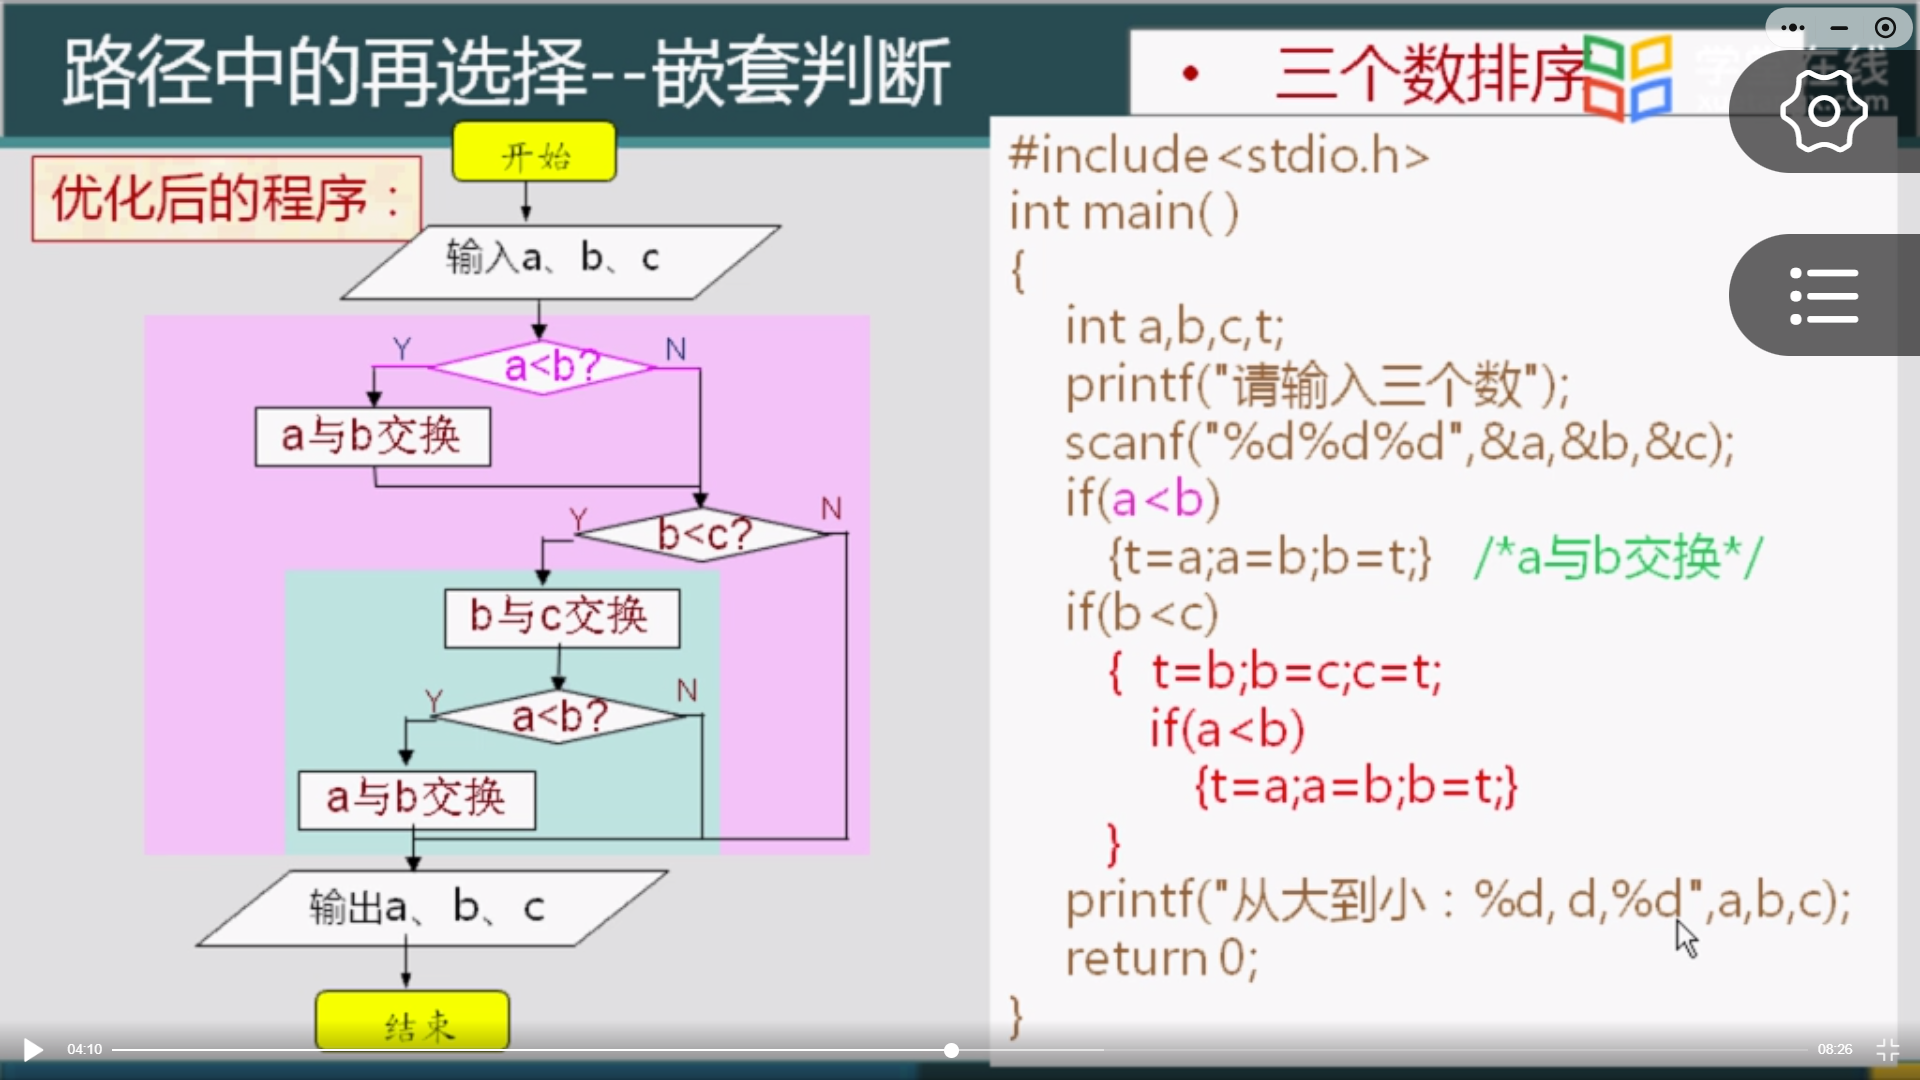 路径中的再选择--嵌套判断
• 三个数排序
优化后的程序：
开始
输入a、b、c
a<b?
Y
N
a与b交换
b<c?
Y
N
b与c交换
a<b?
Y
N
a与b交换
输出a、b、c
结束
#include<stdio.h>
int main( )
{
int a,b,c,t;
printf("请输入三个数");
scanf("%d%d%d",&a,&b,&c);
if(a<b)
{t=a;a=b;b=t;} /*a与b交换*/
if(b<c)
{ t=b;b=c;c=t;
if(a<b)
{t=a;a=b;b=t;}
}
printf("从大到小：%d, d,%d",a,b,c);
return 0;
}
04:10
08:26